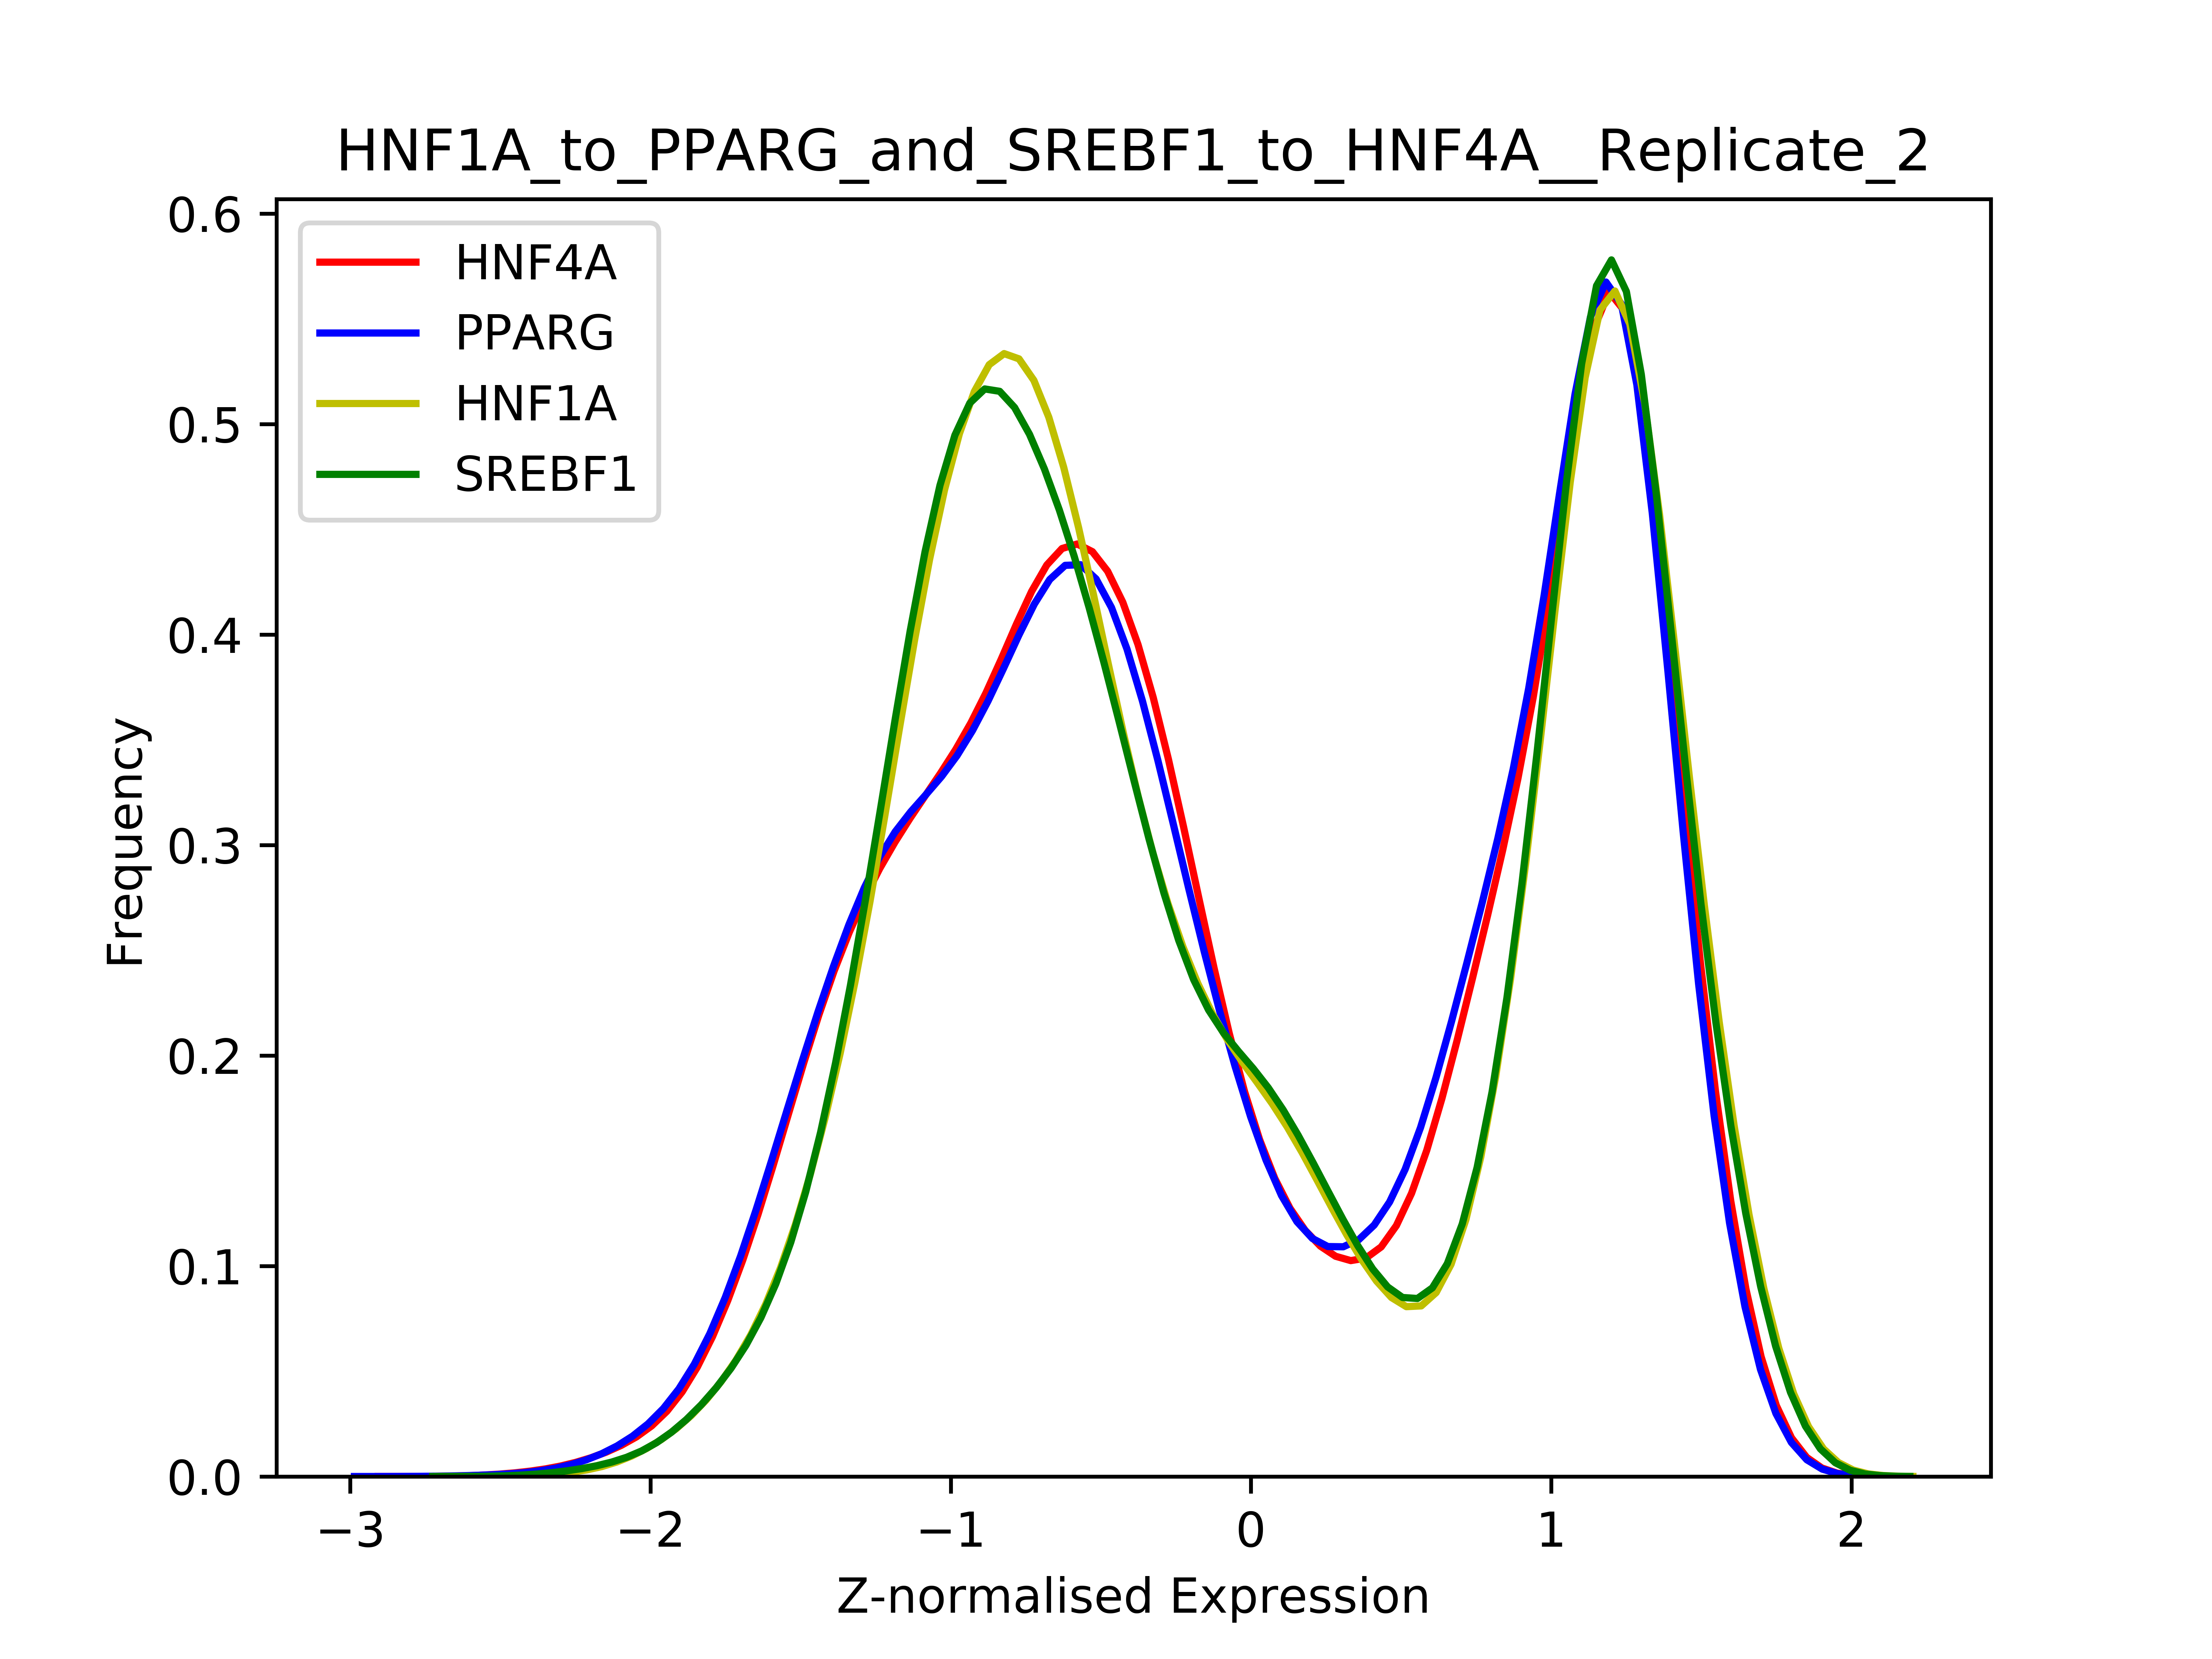 HNF1A_to_PPARG_and_SREBF1_to_HNF4A__Replicate_2
HNF4A
PPARG
HNF1A
SREBF1
Frequency
0.6
0.5
0.4
0.3
0.2
0.1
0.0
−3 −2 −1 0 1 2
Z-normalised Expression